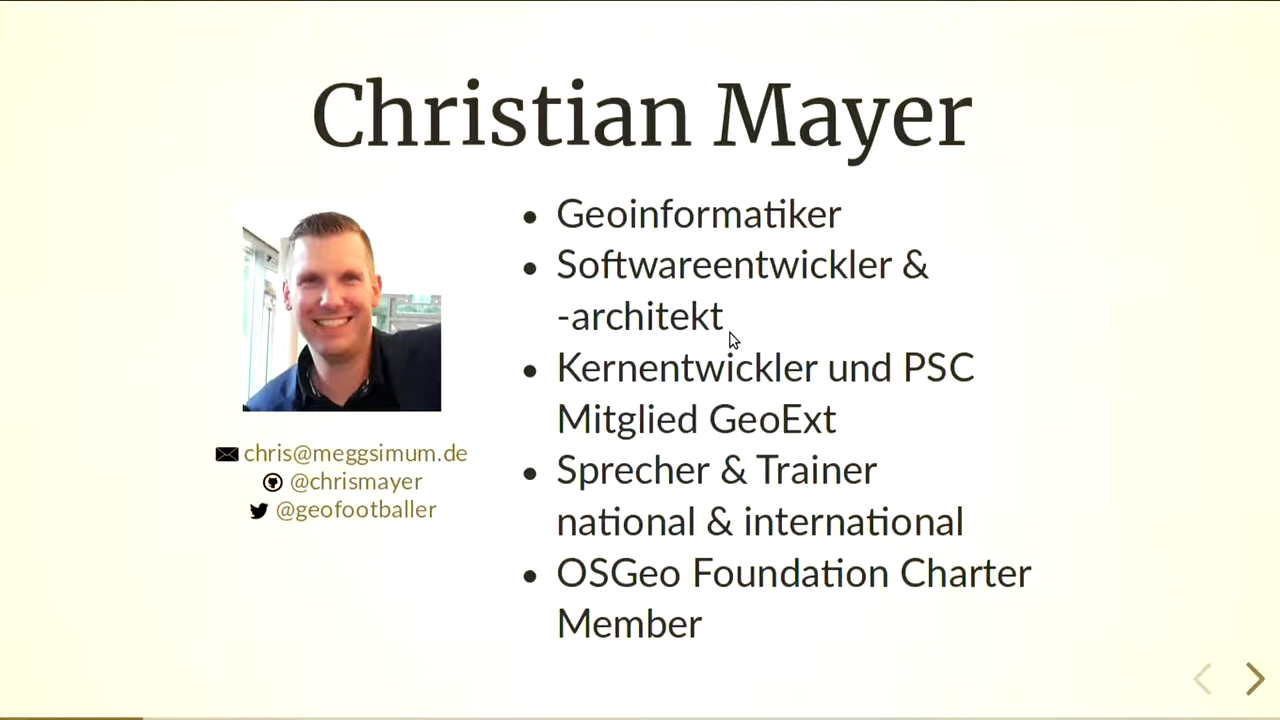 Christian Mayer
chris@meggsimum.de
@chrismayer
@geofootballer
Geoinformatiker
Softwareentwickler &
-architekt
Kernentwickler und PSC
Mitglied GeoExt
Sprecher & Trainer
national & international
OSGeo Foundation Charter
Member